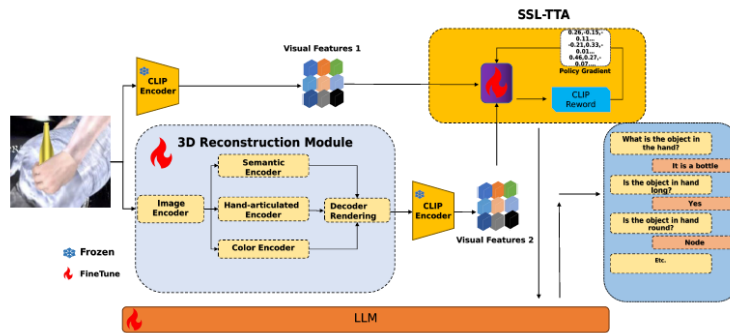 SSL-TTA
CLIP
Encoder
Visual Features 1
0.26,-0.15,-
0.11...
-0.21,0.33,-
0.01...
0.46,0.27,-
0.07,...
Policy Gradient
CLIP
Reword
3D Reconstruction Module
Semantic
Encoder
Image
Encoder
Hand-articulated
Encoder
Decoder
Rendering
Color Encoder
CLIP
Encoder
Visual Features 2
What is the object in
the hand?
It is a bottle
Is the object in hand
long?
Yes
Is the object in hand
round?
Node
Etc.
Frozen
FineTune
LLM